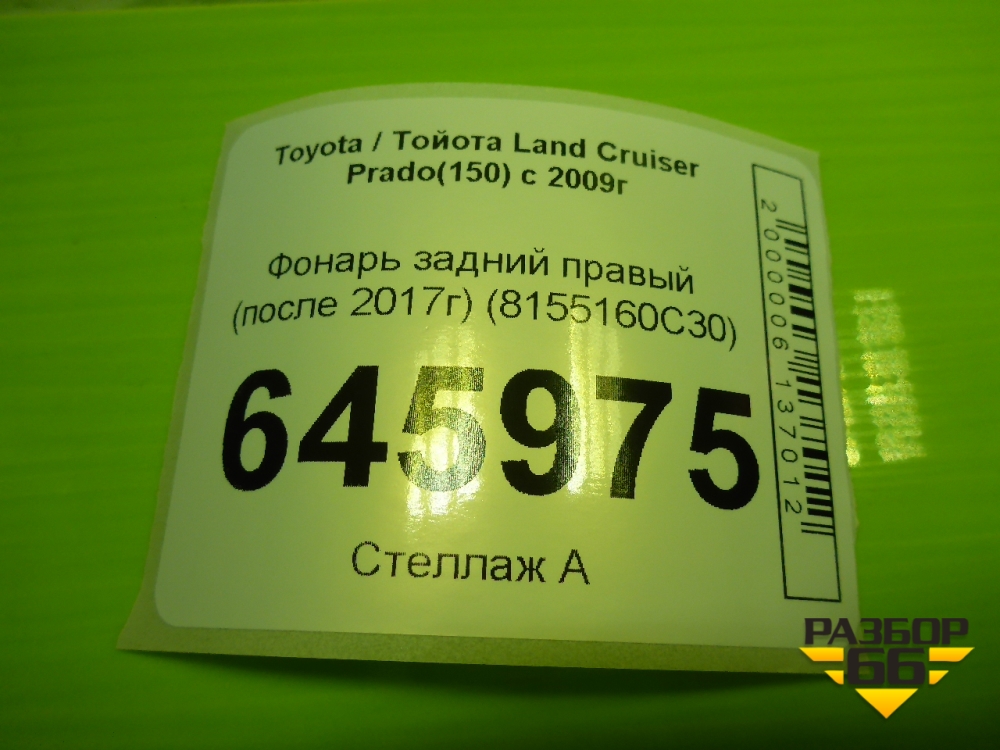 Toyota / Тойота Land Cruiser
Prado(150) с 2009г
Фонарь задний правый
(после 2017г) (8155160C30)
645975
Стеллаж А
2000006137012
РАЗБОР
66